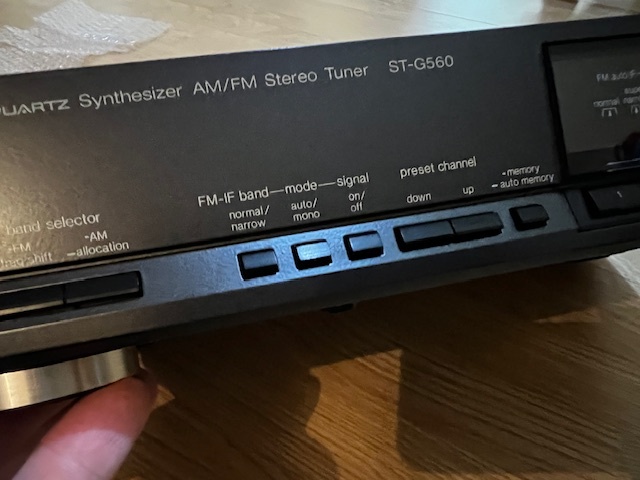 Synthesizer AM/FM Stereo Tuner ST-G560
FM auto
normal
FM-IF band—mode—signal
normal/ narrow
auto/ mono
on/ off
preset channel
down up
-memory
-auto memory
band selector
-FM
-AM
-allocation
1